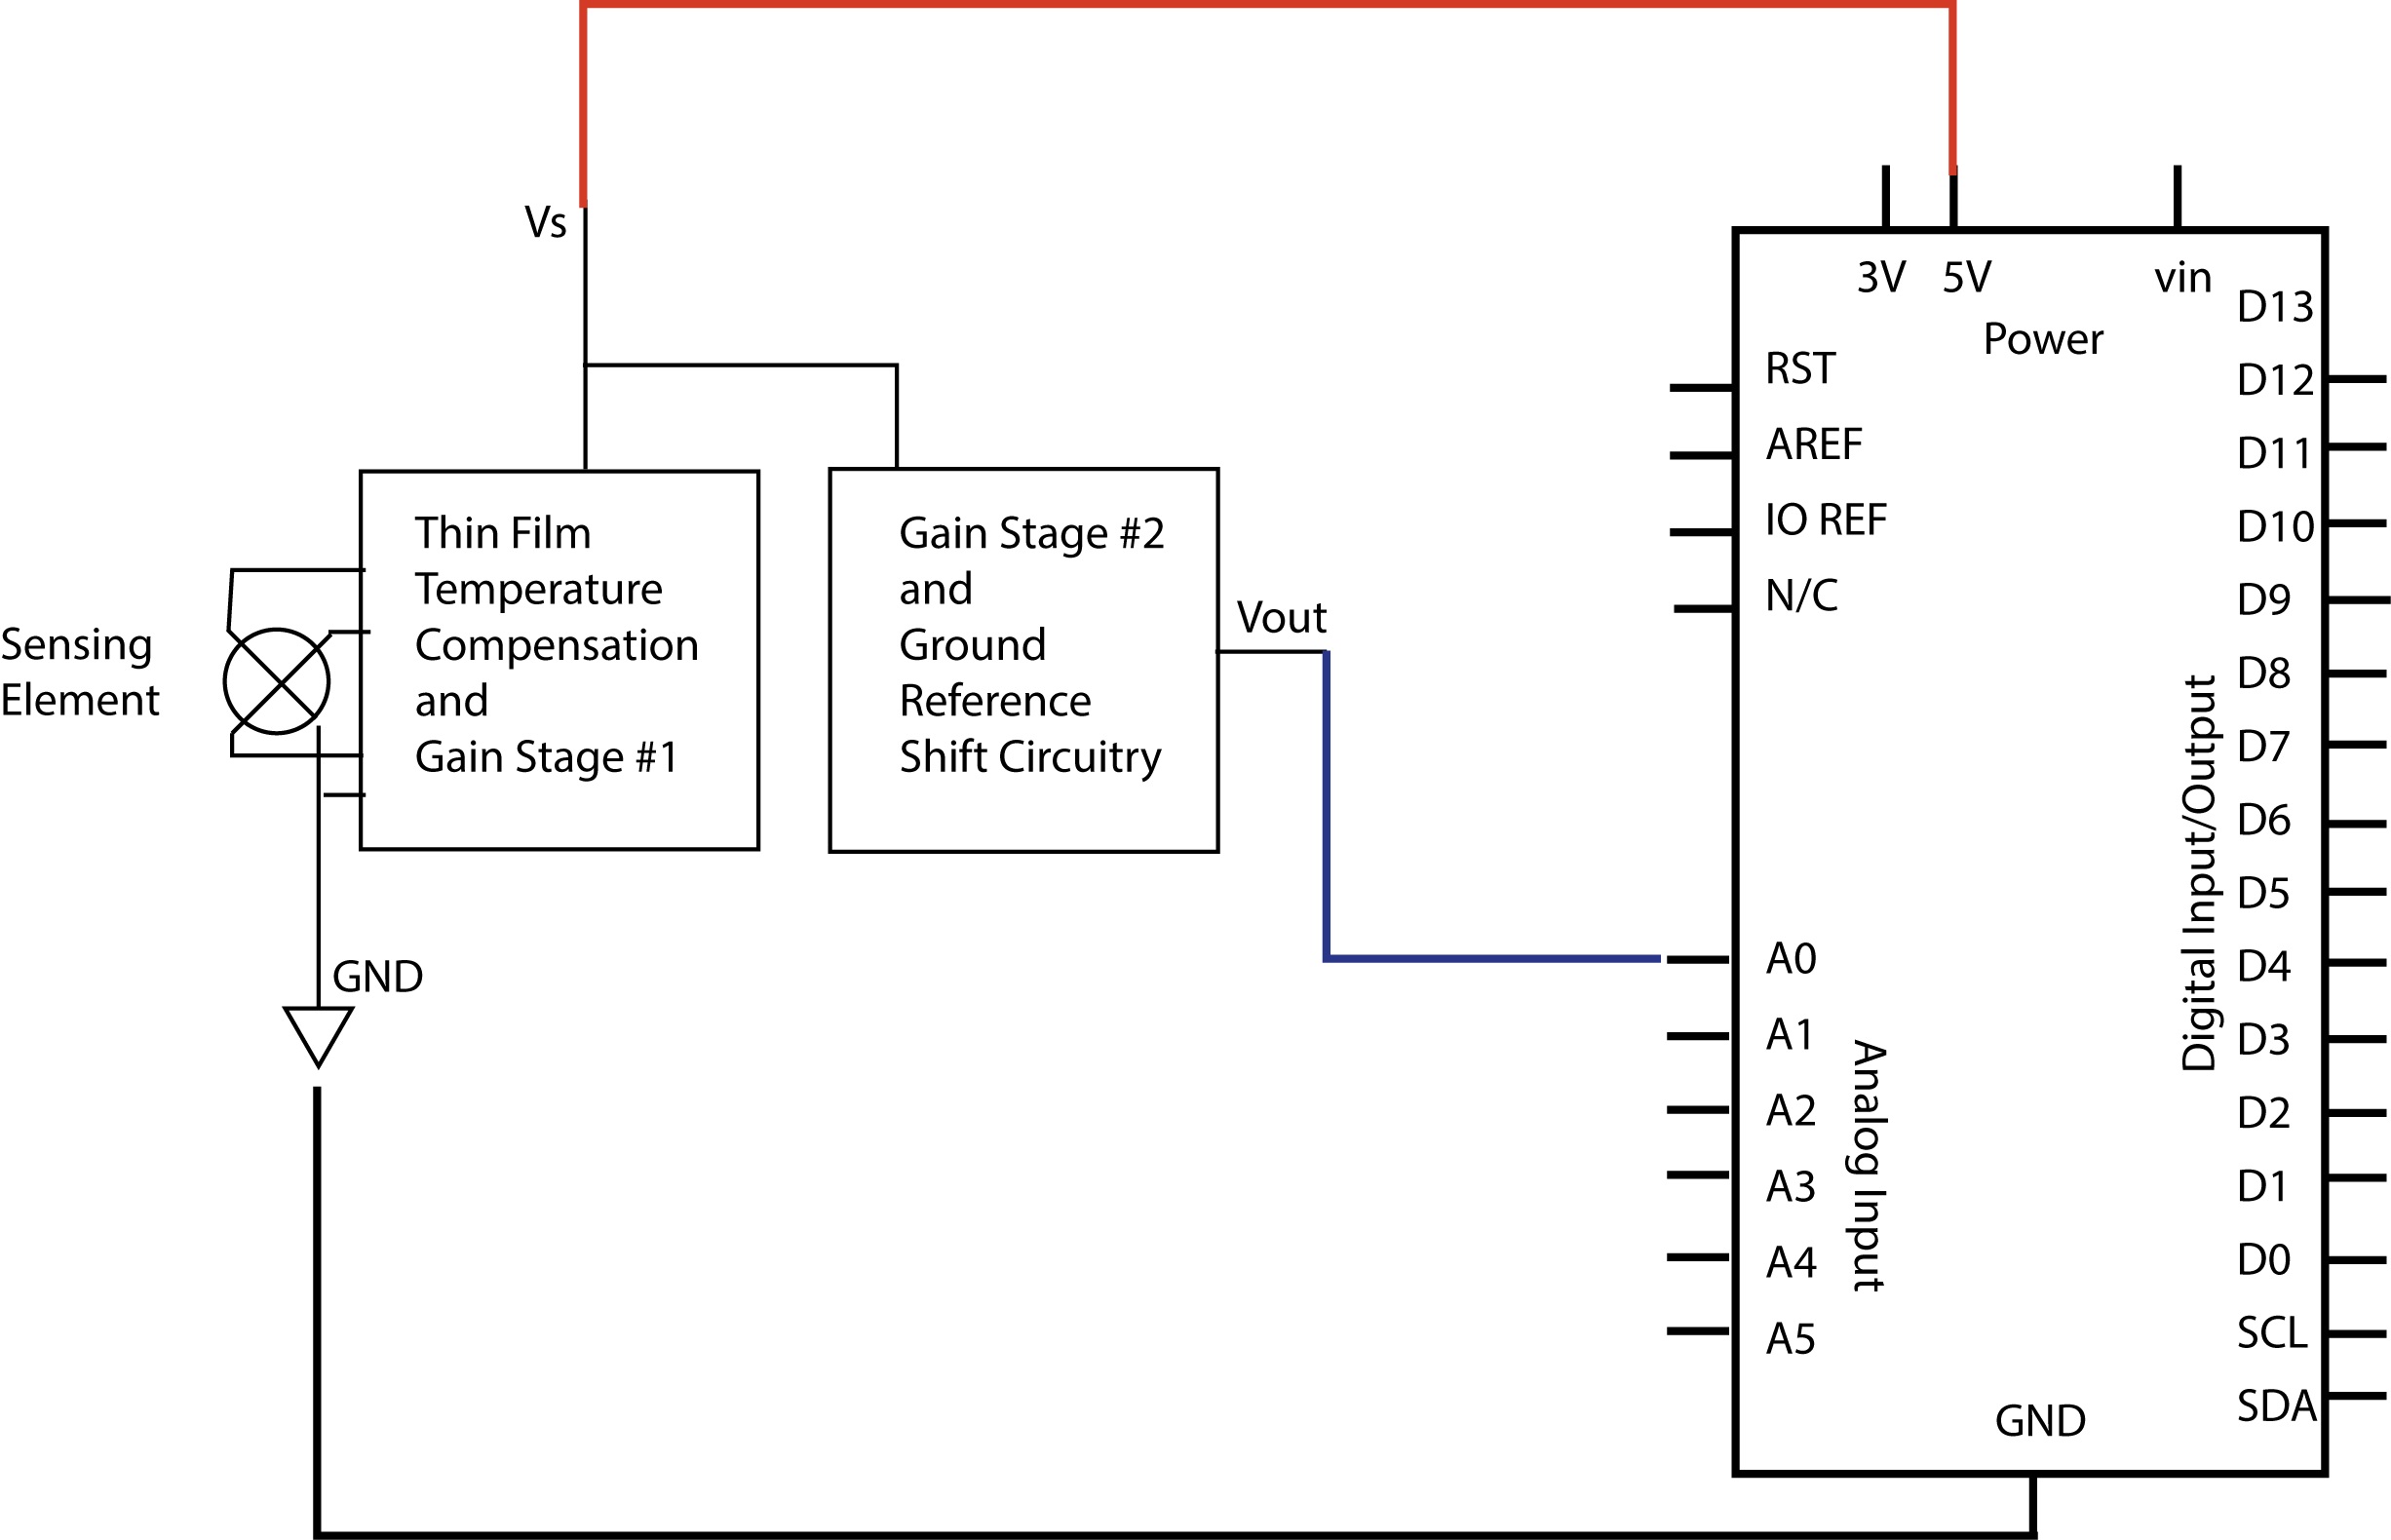 Vs
3V
5V
vin
Power
D13
RST
D12
AREF
D11
IO REF
D10
N/C
D9
Thin Film
Temperature
Compensation
and
Gain Stage #1
Gain Stage #2
and
Ground
Reference
Shift Circuitry
Vout
Sensing
Element
D8
D7
D6
D5
Digital Input/Output
GND
A0
D4
A1
D3
Analog Input
A2
D2
A3
D1
A4
D0
A5
SCL
SDA
GND